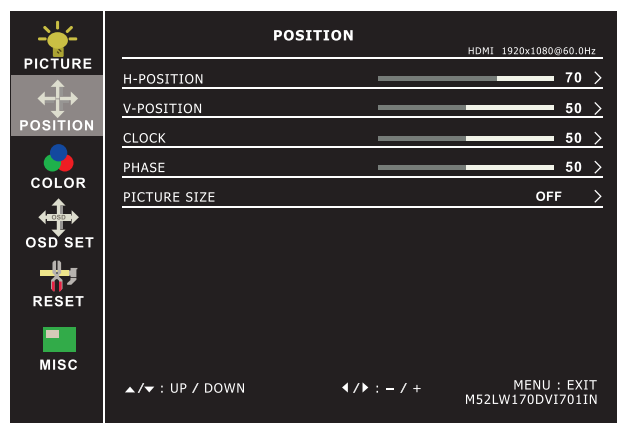 POSITION
HDMI 1920x1080@60.0Hz
PICTURE
POSITION
COLOR
OSD
OSD SET
RESET
MISC
H-POSITION 70
V-POSITION 50
CLOCK 50
PHASE 50
PICTURE SIZE OFF
▲/▼ : UP / DOWN
◀/▶ : – / +
MENU : EXIT
M52LW170DVI701IN